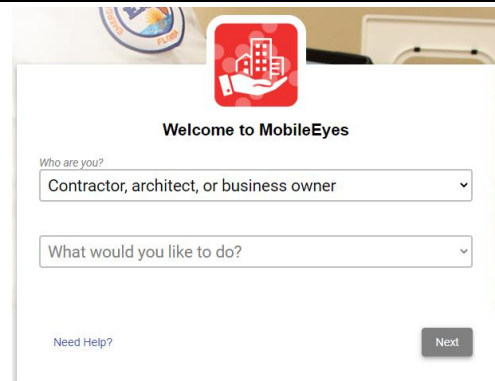 FLORIDA
Welcome to MobileEyes
Who are you?
Contractor, architect, or business owner
What would you like to do?
Need Help?
Next